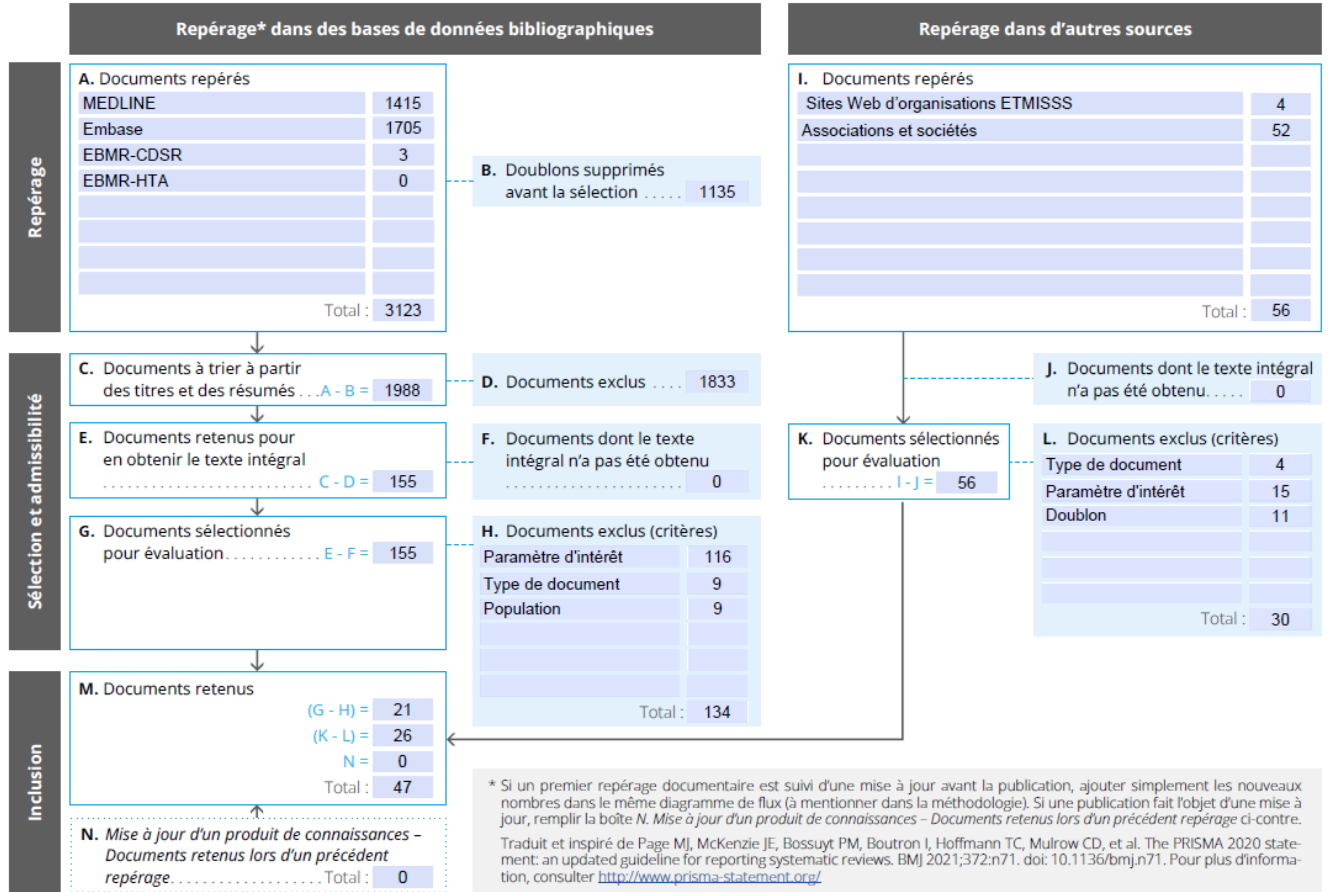 Repérage* dans des bases de données bibliographiques
Repérage dans d'autres sources
Repérage
A. Documents repérés
MEDLINE 1415
Embase 1705
EBMR-CDSR 3
EBMR-HTA 0
Total : 3123
B. Doublons supprimés
avant la sélection ..... 1135
I. Documents repérés
Sites Web d'organisations ETMISSS 4
Associations et sociétés 52
Total : 56
Sélection et admissibilité
C. Documents à trier à partir
des titres et des résumés ...A - B = 1988
D. Documents exclus .... 1833
J. Documents dont le texte intégral
n'a pas été obtenu..... 0
E. Documents retenus pour
en obtenir le texte intégral
........................... C - D = 155
F. Documents dont le texte
intégral n'a pas été obtenu
...................... 0
K. Documents sélectionnés
pour évaluation
......... I - J = 56
L. Documents exclus (critères)
Type de document 4
Paramètre d'intérêt 15
Doublon 11
Total : 30
G. Documents sélectionnés
pour évaluation............ E - F = 155
H. Documents exclus (critères)
Paramètre d'intérêt 116
Type de document 9
Population 9
Total : 134
Inclusion
M. Documents retenus
(G - H) = 21
(K - L) = 26
N = 0
Total : 47
N. Mise à jour d'un produit de connaissances –
Documents retenus lors d'un précédent
repérage...................Total : 0
* Si un premier repérage documentaire est suivi d'une mise à jour avant la publication, ajouter simplement les nouveaux
nombres dans le même diagramme de flux (à mentionner dans la méthodologie). Si une publication fait l'objet d'une mise à
jour, remplir la boîte N. Mise à jour d'un produit de connaissances – Documents retenus lors d'un précédent repérage ci-contre.
Traduit et inspiré de Page MJ, McKenzie JE, Bossuyt PM, Boutron I, Hoffmann TC, Mulrow CD, et al. The PRISMA 2020 state-
ment: an updated guideline for reporting systematic reviews. BMJ 2021;372:n71. doi: 10.1136/bmj.n71. Pour plus d'informa-
tion, consulter http://www.prisma-statement.org/